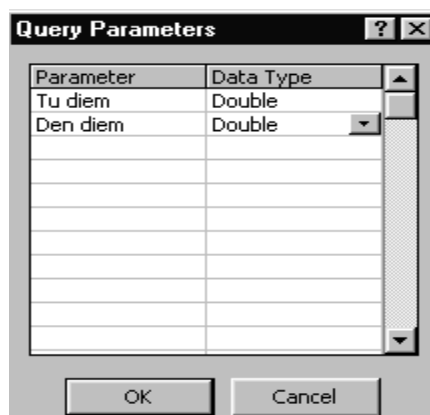 Query Parameters
Parameter Data Type
Tu diem Double
Den diem Double
OK Cancel